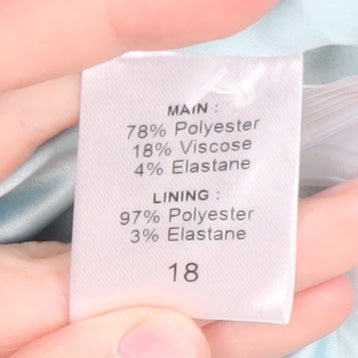 MAIN :
78% Polyester
18% Viscose
4% Elastane
LINING :
97% Polyester
3% Elastane
18